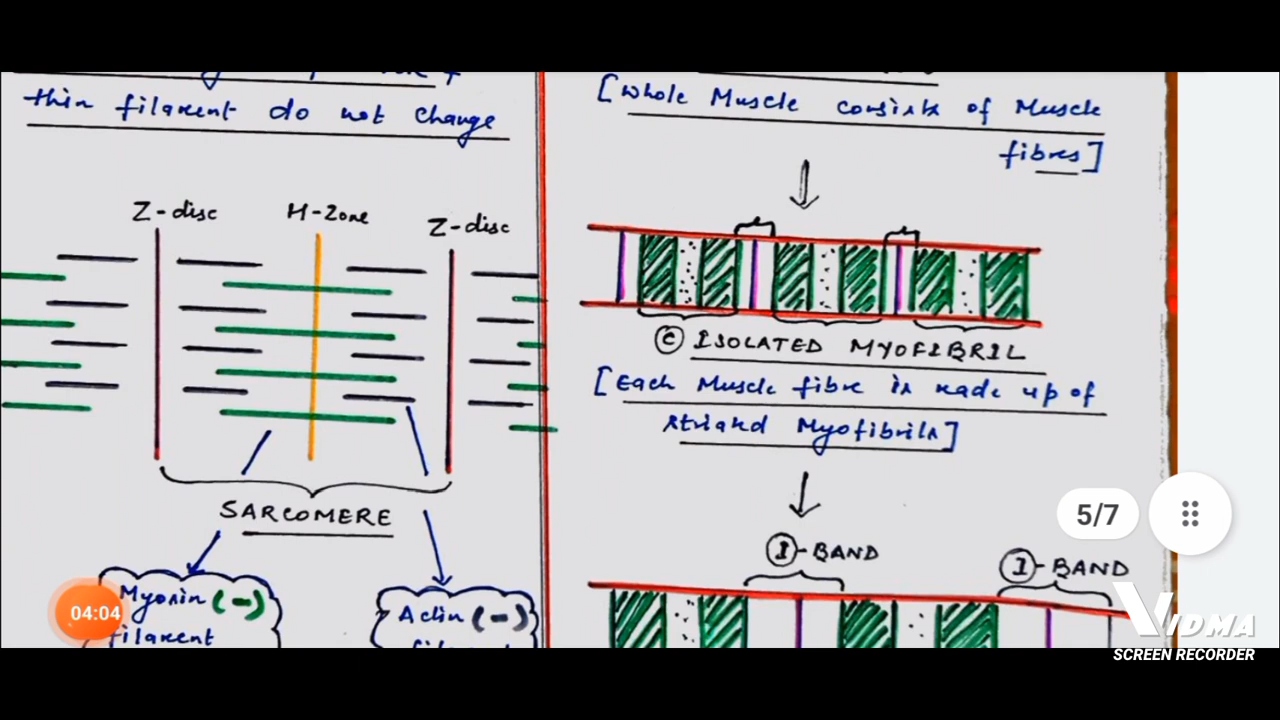 thin filament do not change
Z-disc
H-Zone
Z-disc
SARCOMERE
Myosin (-)
filament
Actin (-)
[Whole Muscle consists of Muscle
fibres]
C ISOLATED MYOFIBRIL
[Each Muscle fibre is made up of
striated Myofibrils]
I-BAND
I-BAND
5/7
04:04
VIDMA
SCREEN RECORDER